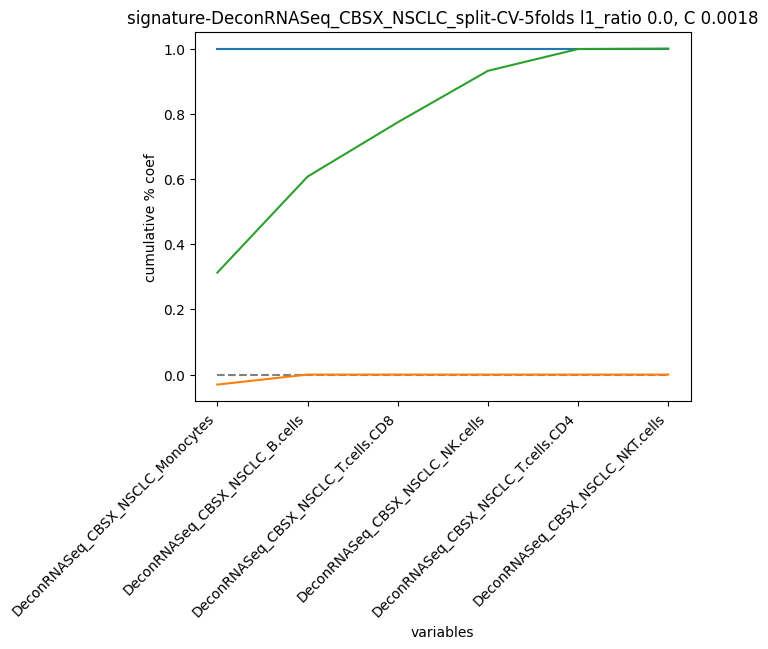 signature-DeconRNASeq_CBSX_NSCLC_split-CV-5folds l1_ratio 0.0, C 0.0018
1.0
0.8
0.6
0.4
0.2
0.0
cumulative % coef
DeconRNASeq_CBSX_NSCLC_Monocytes
DeconRNASeq_CBSX_NSCLC_B.cells
DeconRNASeq_CBSX_NSCLC_T.cells.CD8
DeconRNASeq_CBSX_NSCLC_NK.cells
DeconRNASeq_CBSX_NSCLC_T.cells.CD4
DeconRNASeq_CBSX_NSCLC_NKT.cells
variables